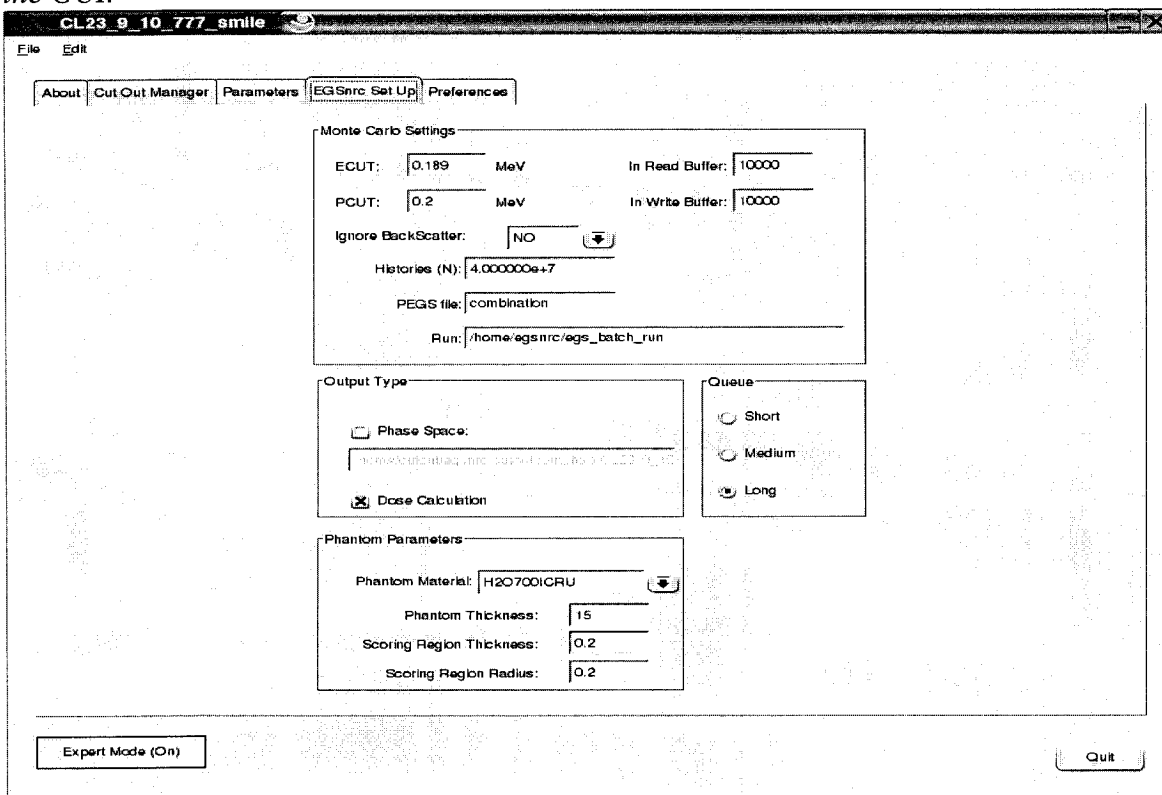 the GUI.
CL23_9_10_777_smile
File Edit
About Cut Out Manager Parameters EGSnrc Set Up Preferences
Monte Carlo Settings
ECUT: 0.189 MeV In Read Buffer: 10000
PCUT: 0.2 MeV In Write Buffer: 10000
Ignore BackScatter: NO
Histories (N): 4.000000e+7
PEGS file: combination
Run: /home/egsnrc/egs_batch_run
Output Type
Queue
Phase Space:
Short
Medium
Dose Calculation
Long
Phantom Parameters
Phantom Material: H2O700ICRU
Phantom Thickness: 15
Scoring Region Thickness: 0.2
Scoring Region Radius: 0.2
Expert Mode (On)
Quit